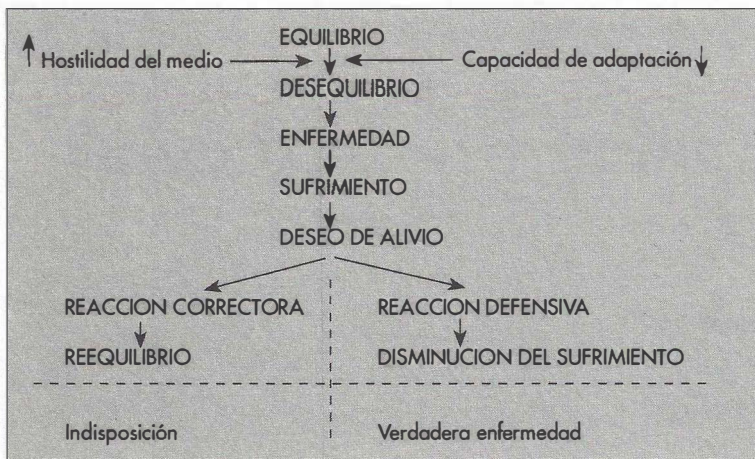 EQUILIBRIO
Hostilidad del medio
Capacidad de adaptación
DESEQUILIBRIO
ENFERMEDAD
SUFRIMIENTO
DESEO DE ALIVIO
REACCION CORRECTORA
REACCION DEFENSIVA
REEQUILIBRIO
DISMINUCION DEL SUFRIMIENTO
Indisposición
Verdadera enfermedad